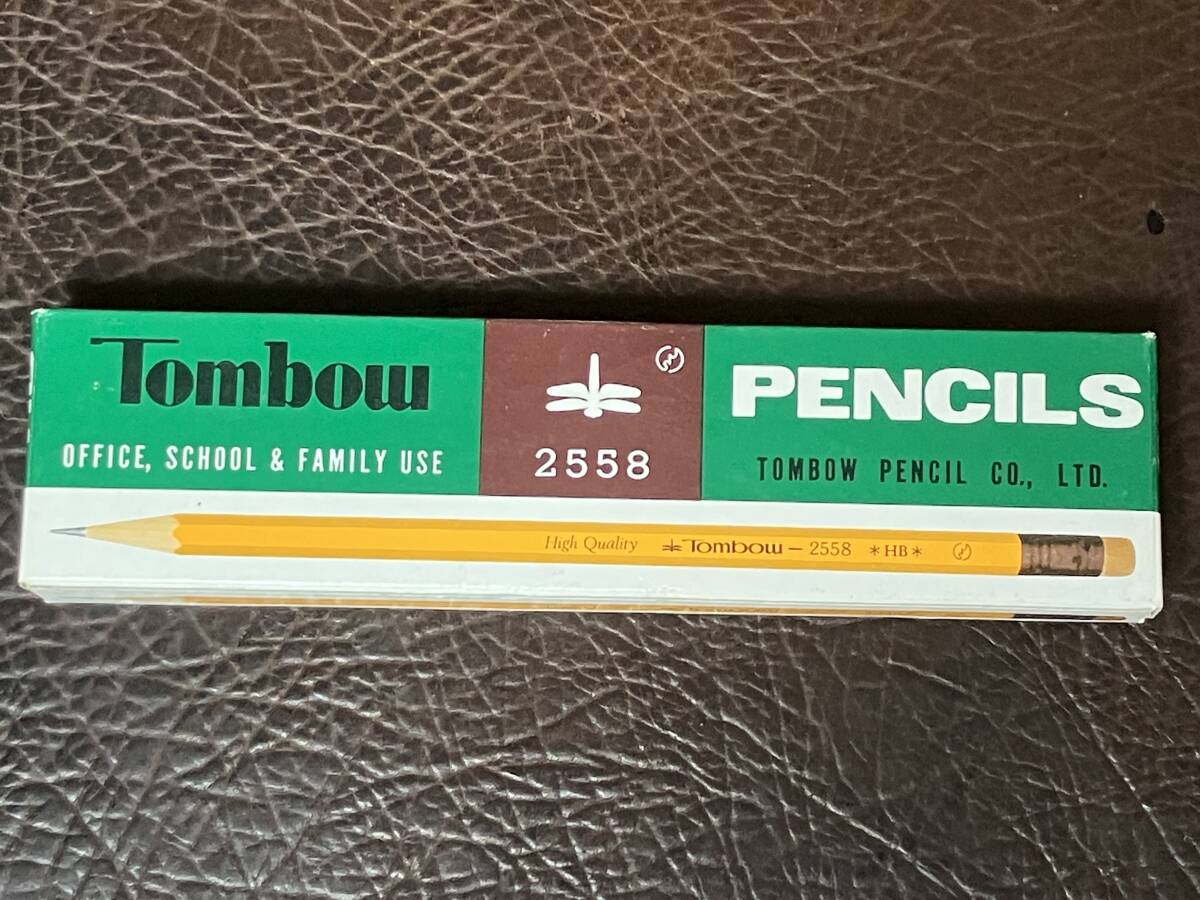 Tombow
OFFICE, SCHOOL & FAMILY USE
2558
PENCILS
TOMBOW PENCIL CO., LTD.
High Quality Tombow - 2558 *HB*